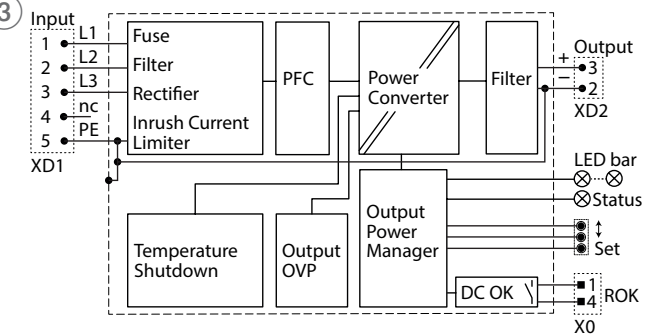 3
Input
1 L1
2 L2
3 L3
4 nc
5 PE
XD1
Fuse
Filter
Rectifier
Inrush Current
Limiter
PFC
Power
Converter
Filter
Output
+ 3
− 2
XD2
LED bar
Status
Set
Temperature
Shutdown
Output
OVP
Output
Power
Manager
DC OK
1
4
ROK
X0